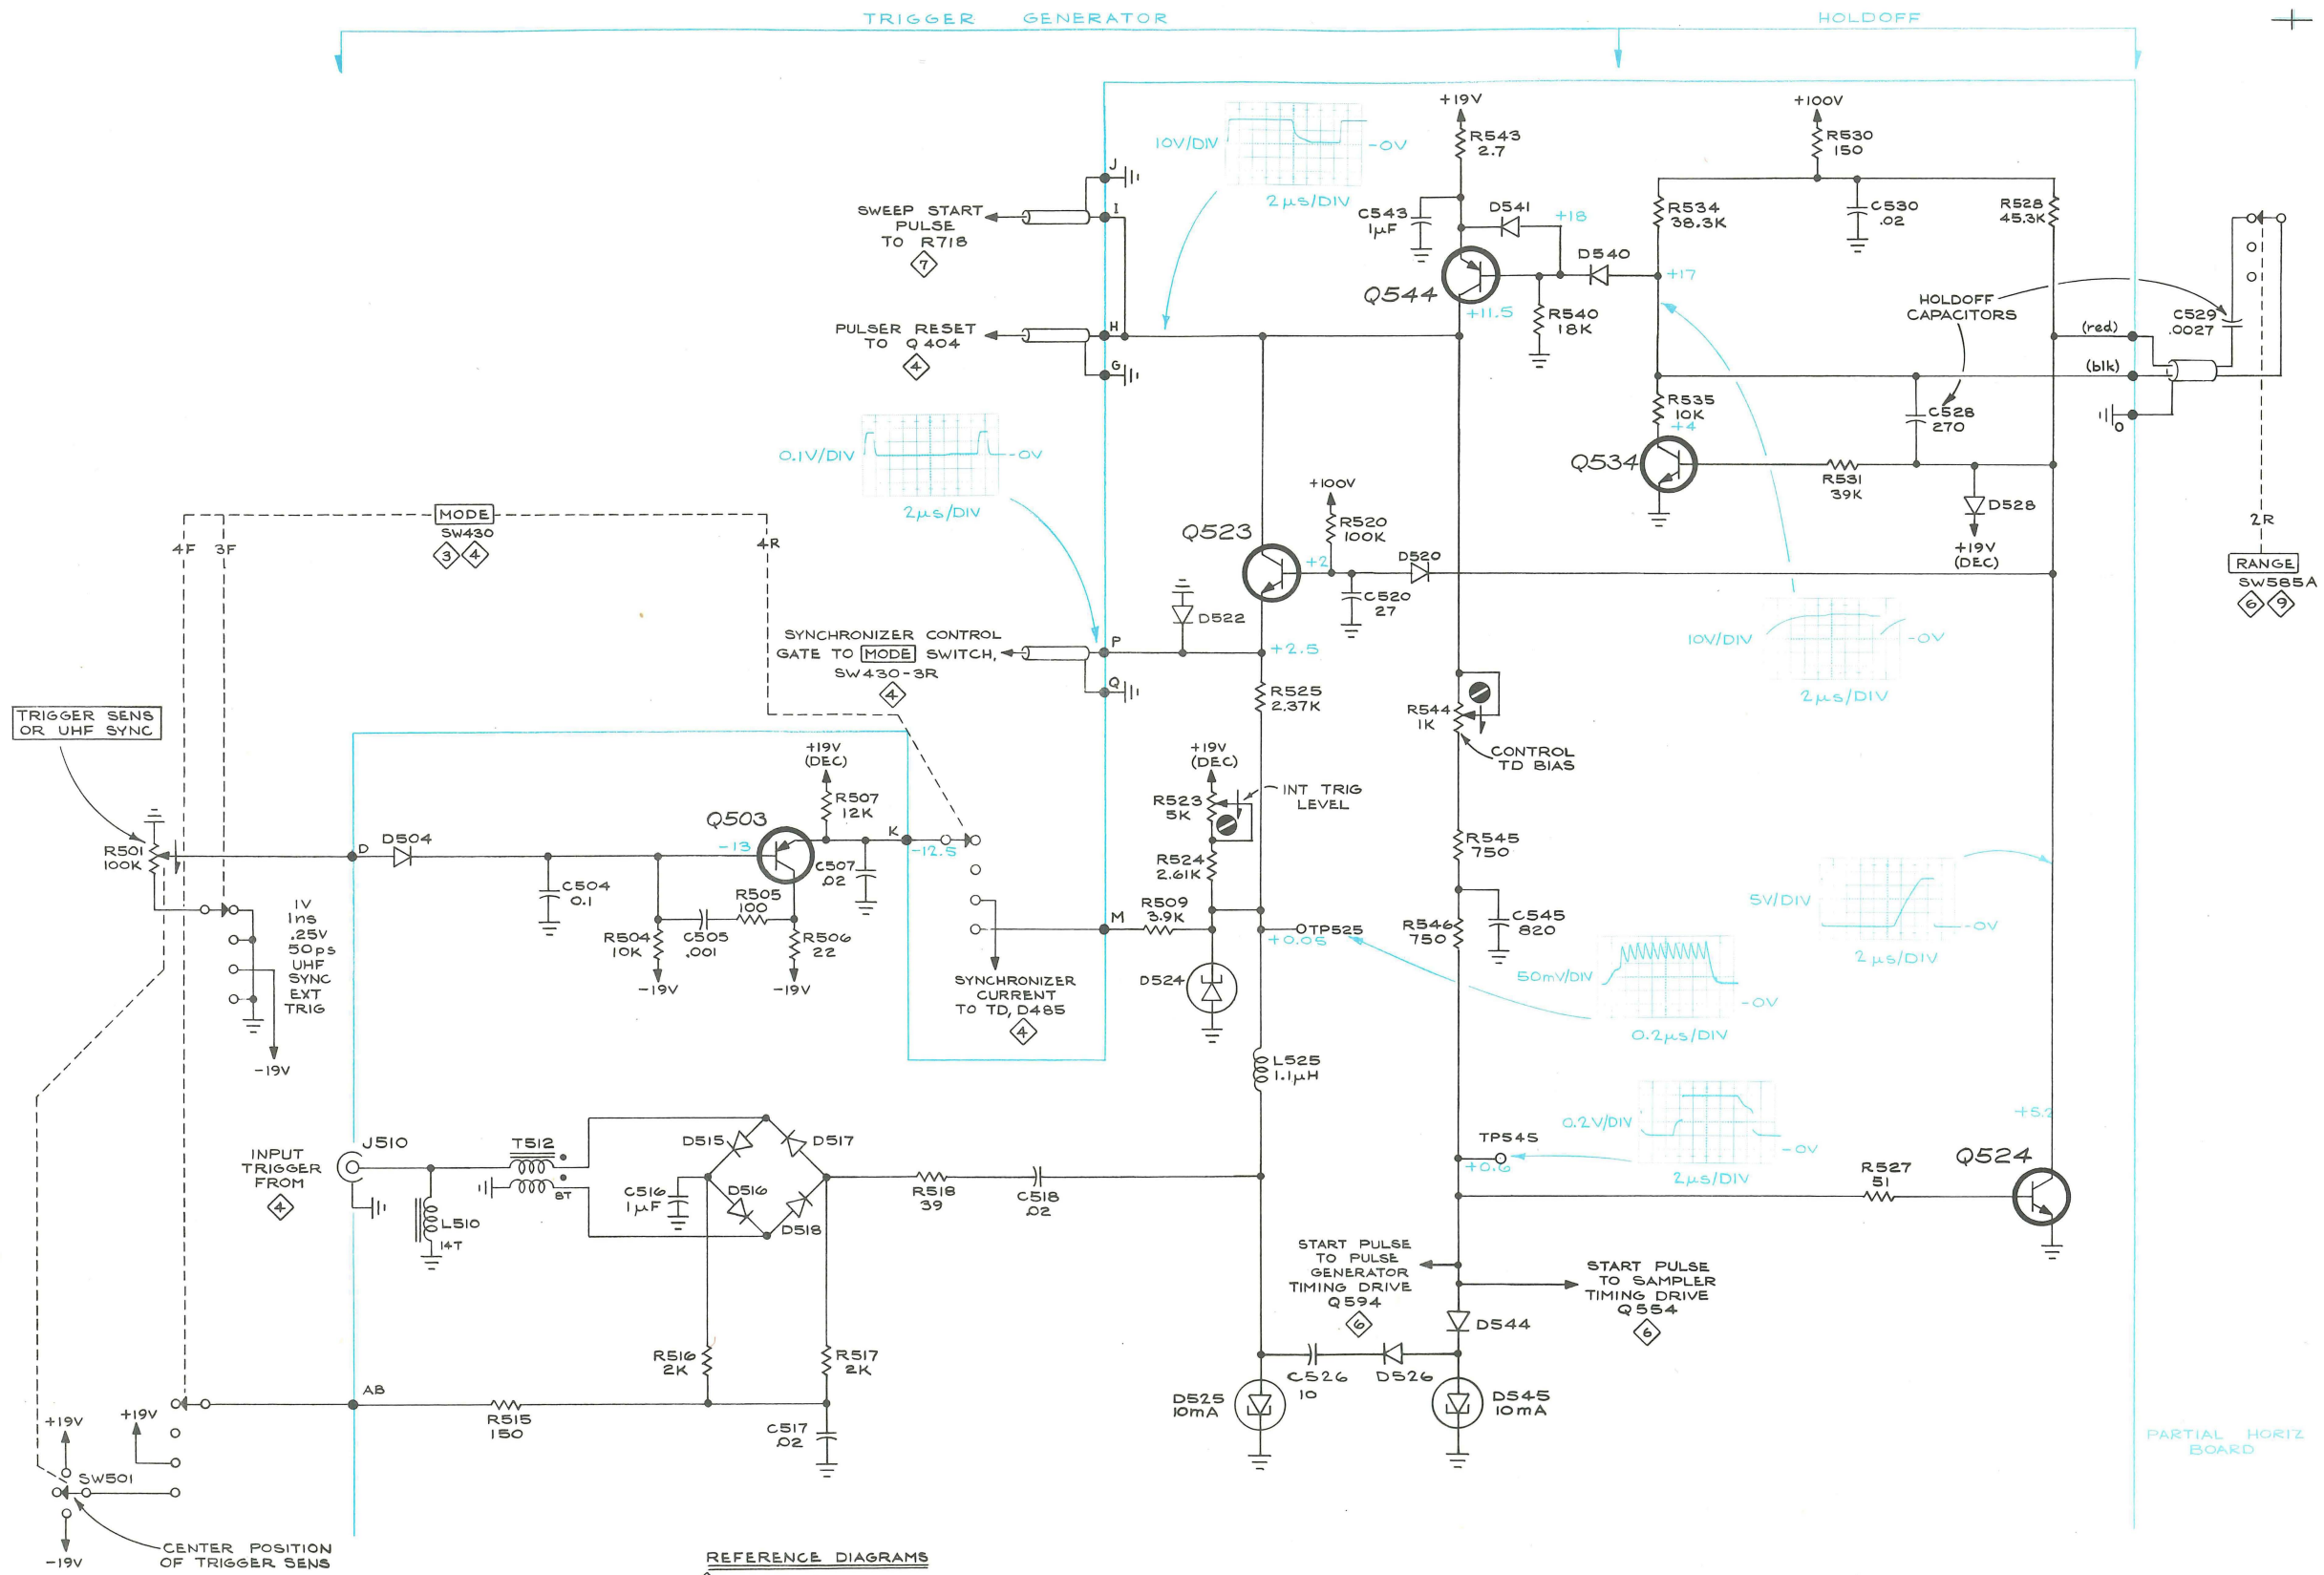 TRIGGER GENERATOR
HOLDOFF
+19V
R543
2.7
+100V
R530
150
10V/DIV
-0V
2µs/DIV
J
I
SWEEP START
PULSE
TO R718
7
C543
1µF
D541
+18
R534
38.3K
C530
.02
R528
45.3K
D540
+17
Q544
+11.5
R540
18K
HOLDOFF
CAPACITORS
C529
.0027
(red)
(blk)
PULSER RESET
TO Q404
4
H
G
R535
10K
+4
C528
270
O
0.1V/DIV
-0V
2µs/DIV
Q534
R531
39K
D528
+19V
(DEC)
2R
RANGE
SW585A
6 9
MODE
SW430
3 4
4F
3F
4R
Q523
+100V
R520
100K
+2
D520
C520
27
D522
SYNCHRONIZER CONTROL
GATE TO MODE SWITCH,
SW430-3R
4
P
Q
+2.5
R525
2.37K
10V/DIV
-0V
2µs/DIV
R544
1K
CONTROL
TD BIAS
TRIGGER SENS
OR UHF SYNC
+19V
(DEC)
R507
12K
Q503
-13
K
-12.5
C507
.02
+19V
(DEC)
R523
5K
INT TRIG
LEVEL
R524
2.61K
R545
750
R501
100K
D
D504
C504
0.1
R505
100
R504
10K
C505
.001
R506
22
-19V
-19V
1V
1ns
.25V
50ps
UHF
SYNC
EXT
TRIG
-19V
M
R509
3.9K
TP525
+0.05
R546
750
C545
820
5V/DIV
-0V
2µs/DIV
SYNCHRONIZER
CURRENT
TO TD, D485
4
D524
50mV/DIV
-0V
0.2µs/DIV
L525
1.1µH
INPUT
TRIGGER
FROM
4
J510
T512
8T
L510
14T
D515
D517
C516
1µF
D516
D518
R518
39
C518
.02
0.2V/DIV
-0V
2µs/DIV
TP545
+0.6
+5.2
R527
51
Q524
START PULSE
TO PULSE
GENERATOR
TIMING DRIVE
Q594
6
START PULSE
TO SAMPLER
TIMING DRIVE
Q554
6
D544
R516
2K
R517
2K
C526
10
D526
D525
10mA
D545
10mA
AB
R515
150
C517
.02
+19V
+19V
SW501
-19V
CENTER POSITION
OF TRIGGER SENS
PARTIAL HORIZ
BOARD
REFERENCE DIAGRAMS